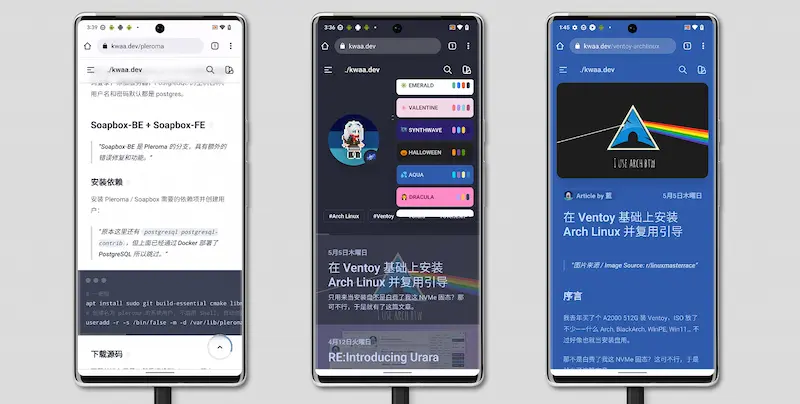 3:39
kwaa.dev/pleroma
./kwaa.dev
用户名和密码默认都是 postgres。
Soapbox-BE + Soapbox-FE
"Soapbox-BE 是 Pleroma 的分支，具有额外的
错误修复和功能。"
安装依赖
安装 Pleroma / Soapbox 需要的依赖项并创建用
户：
"原本这里还有 postgresql postgresql-
contrib，但上库已经通过 Docker 部署了
PostgreSQL 所以跳过。"
apt install sudo git build-essential cmake libm
useradd -r -s /bin/false -m -d /var/lib/pleroma
下载源码
3:36
kwaa.dev
./kwaa.dev
EMERALD
VALENTINE
SYNTHWAVE
HALLOWEEN
AQUA
DRACULA
#Arch Linux
#Ventoy
5月5日木曜日
在 Ventoy 基础上安装
Arch Linux 并复用引导
只用来当安装盘不是白费了我这 NVMe 固态？那
可不行，于是就有了这篇文章。
4月12日火曜日
RE:Introducing Urara
1:45
kwaa.dev/ventoy-archlinux
./kwaa.dev
I USE ARCH BTW
Article by 藍
5月5日木曜日
在 Ventoy 基础上安装
Arch Linux 并复用引导
"图片来源 / Image Source: r/linuxmasterrace"
序言
我去年买了个 A2000 512G 装 Ventoy，ISO 放了
不少——什么 Arch, BlackArch, WinPE, Win11... 不
过好像也就当安装盘用。
那不是白费了我这 NVMe 固态？这可不行，于是